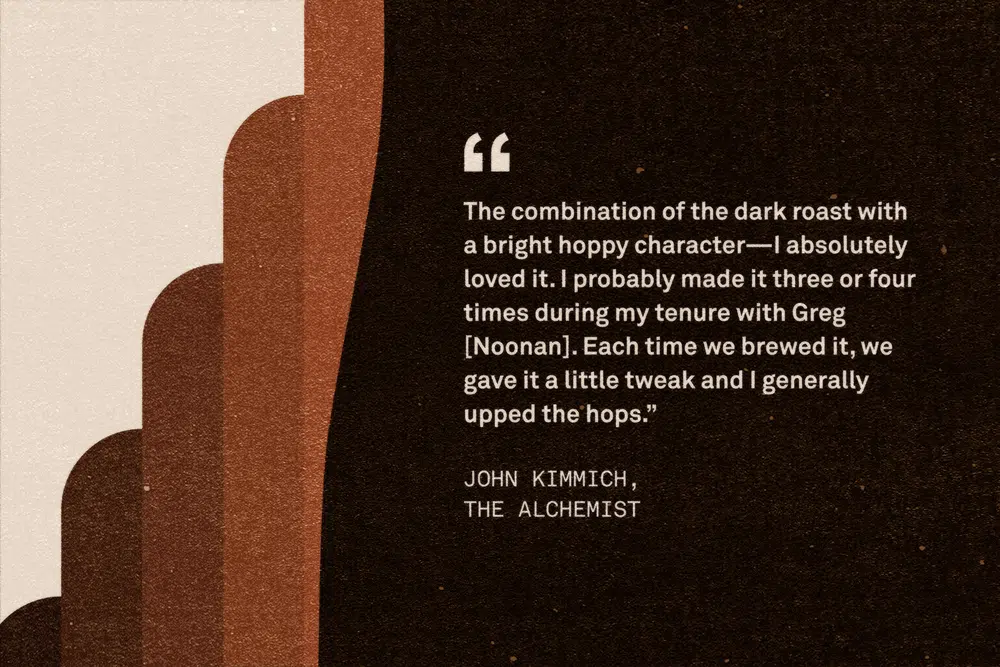 “
The combination of the dark roast with
a bright hoppy character—I absolutely
loved it. I probably made it three or four
times during my tenure with Greg
[Noonan]. Each time we brewed it, we
gave it a little tweak and I generally
upped the hops.”
JOHN KIMMICH,
THE ALCHEMIST